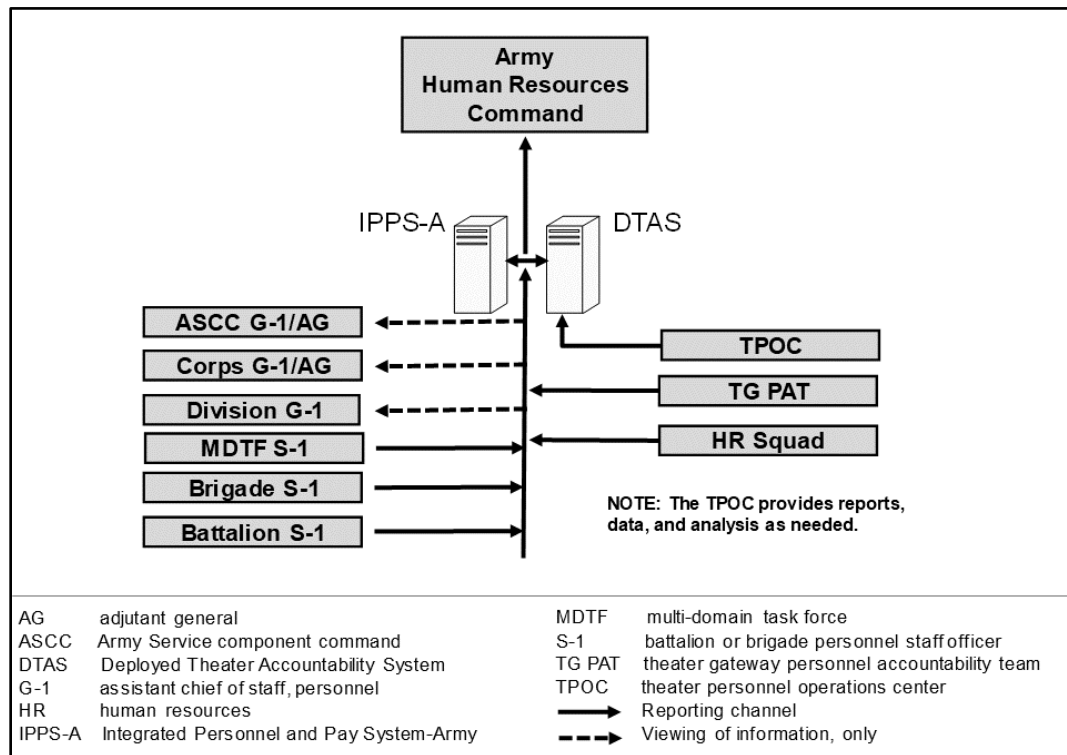 Army
Human Resources
Command
IPPS-A
DTAS
ASCC G-1/AG
Corps G-1/AG
Division G-1
MDTF S-1
Brigade S-1
Battalion S-1
TPOC
TG PAT
HR Squad
NOTE: The TPOC provides reports,
data, and analysis as needed.
AG adjutant general
ASCC Army Service component command
DTAS Deployed Theater Accountability System
G-1 assistant chief of staff, personnel
HR human resources
IPPS-A Integrated Personnel and Pay System-Army
MDTF multi-domain task force
S-1 battalion or brigade personnel staff officer
TG PAT theater gateway personnel accountability team
TPOC theater personnel operations center
Reporting channel
Viewing of information, only